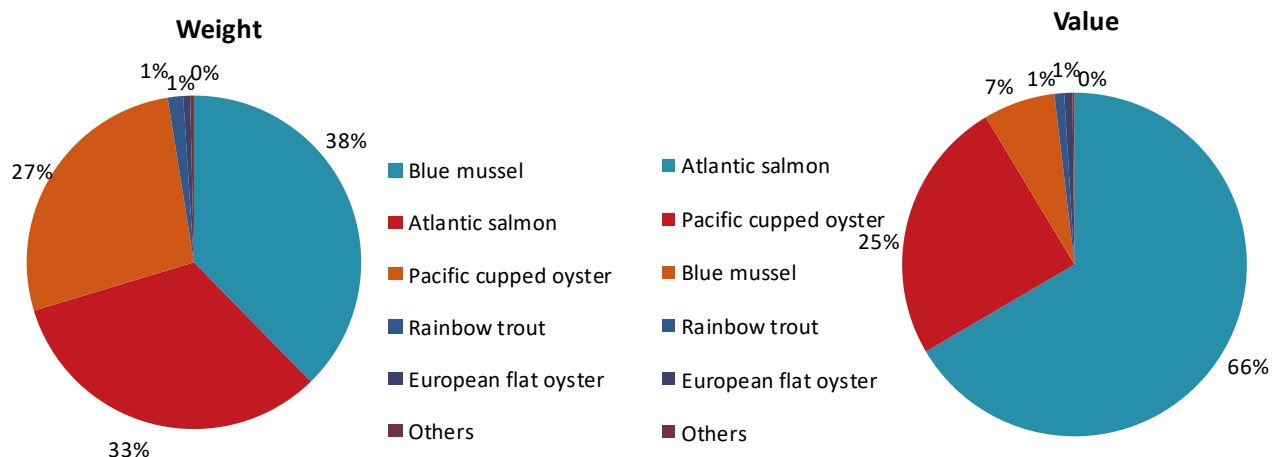 Weight
1%
1%
0%
38%
27%
33%
Blue mussel
Atlantic salmon
Pacific cupped oyster
Rainbow trout
European flat oyster
Others
Value
1%
1%
0%
7%
25%
66%
Atlantic salmon
Pacific cupped oyster
Blue mussel
Rainbow trout
European flat oyster
Others